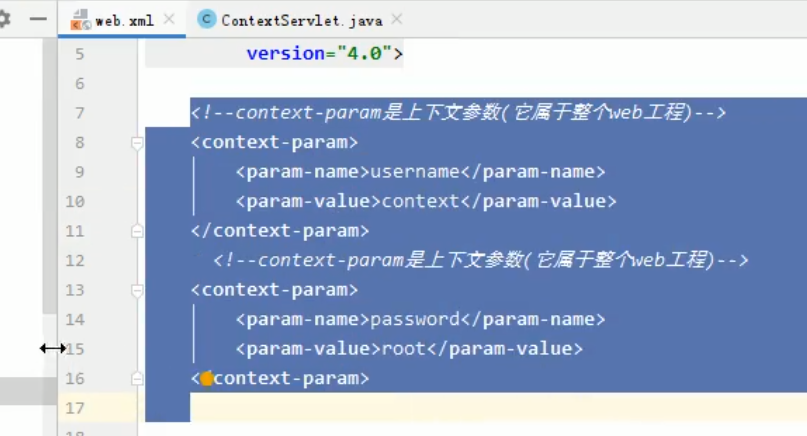 web.xml
ContextServlet.java
5 version="4.0">
6
7 <!--context-param是上下文参数(它属于整个web工程)-->
8 <context-param>
9 <param-name>username</param-name>
10 <param-value>context</param-value>
11 </context-param>
12 <!--context-param是上下文参数(它属于整个web工程)-->
13 <context-param>
14 <param-name>password</param-name>
15 <param-value>root</param-value>
16 <context-param>
17